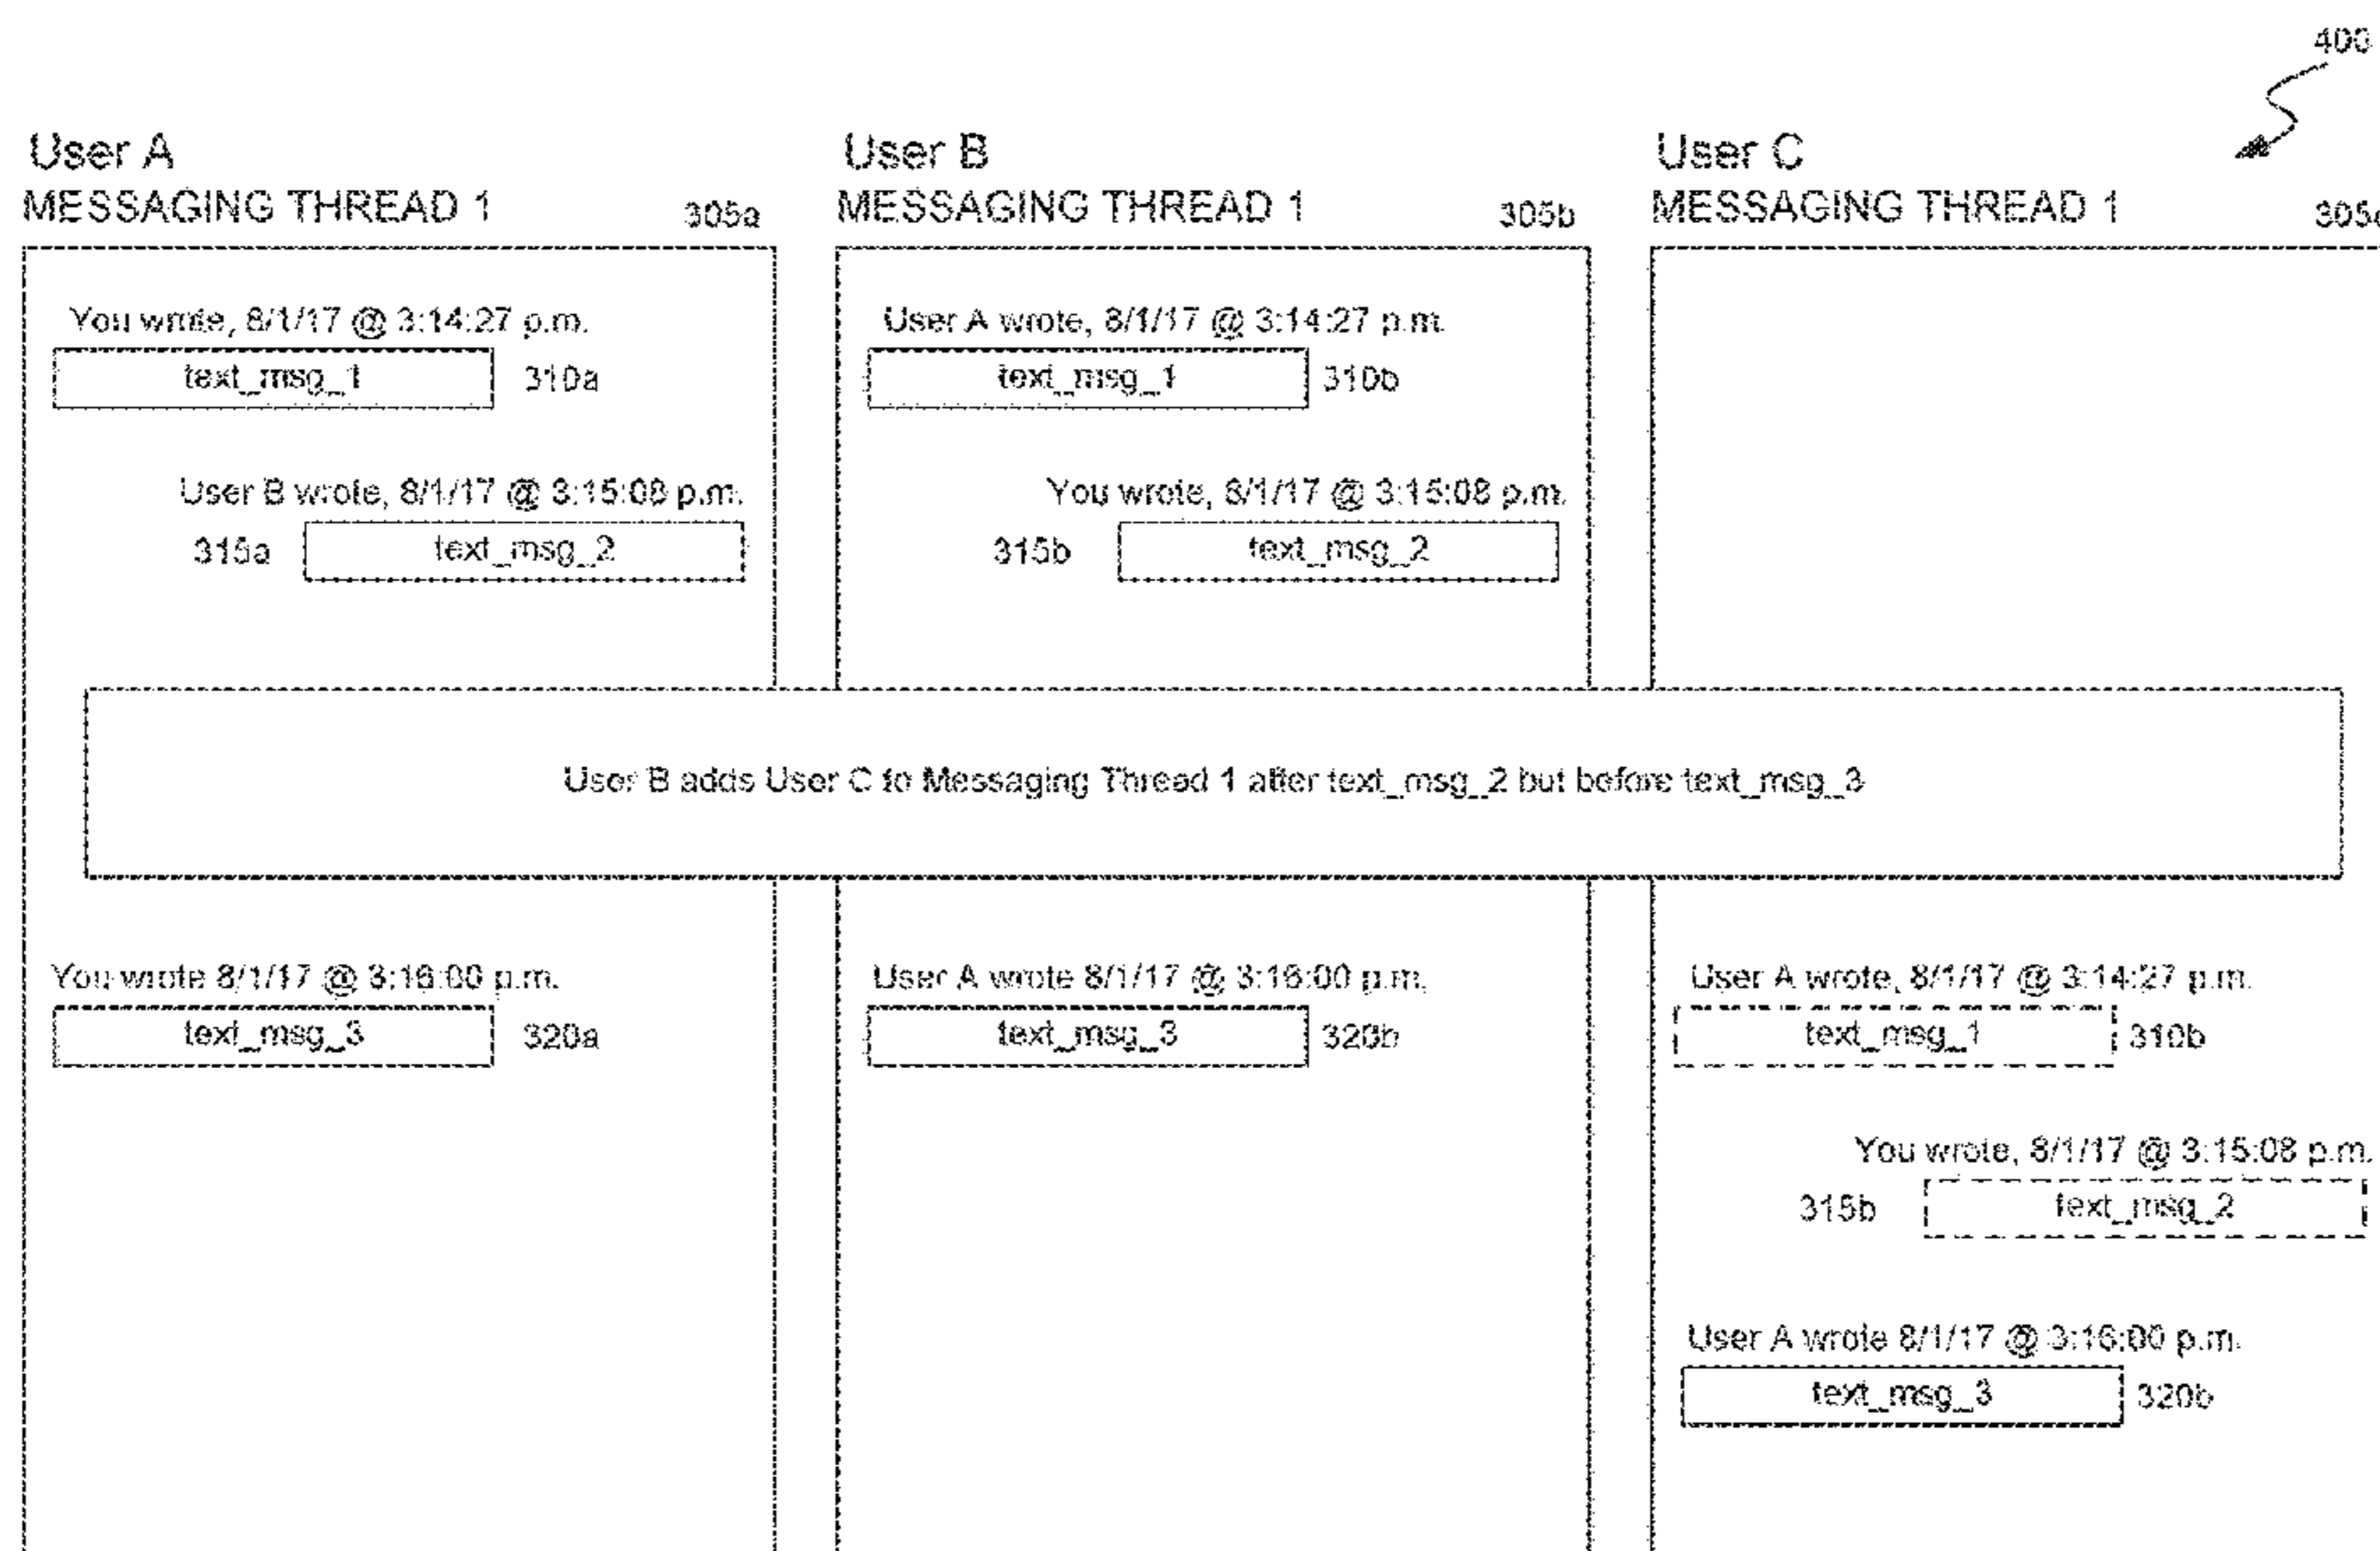 400
User A
MESSAGING THREAD 1 305a
You wrote, 8/1/17 @ 3:14:27 p.m.
text_msg_1 310a
User B wrote, 8/1/17 @ 3:15:08 p.m.
315a text_msg_2
User B
MESSAGING THREAD 1 305b
User A wrote, 8/1/17 @ 3:14:27 p.m.
text_msg_1 310b
You wrote, 8/1/17 @ 3:15:08 p.m.
315b text_msg_2
User C
MESSAGING THREAD 1
User B adds User C to Messaging Thread 1 after text_msg_2 but before text_msg_3
You wrote 8/1/17 @ 3:16:00 p.m.
text_msg_3 320a
User A wrote 8/1/17 @ 3:16:00 p.m.
text_msg_3 320b
User A wrote, 8/1/17 @ 3:14:27 p.m.
text_msg_1 310b
You wrote, 8/1/17 @ 3:15:08 p.m.
315b text_msg_2
User A wrote 8/1/17 @ 3:16:00 p.m.
text_msg_3 320b